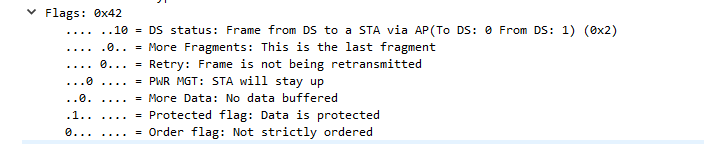 Flags: 0x42
.... ..10 = DS status: Frame from DS to a STA via AP(To DS: 0 From DS: 1) (0x2)
.... .0.. = More Fragments: This is the last fragment
.... 0... = Retry: Frame is not being retransmitted
...0 .... = PWR MGT: STA will stay up
..0. .... = More Data: No data buffered
.1.. .... = Protected flag: Data is protected
0... .... = Order flag: Not strictly ordered